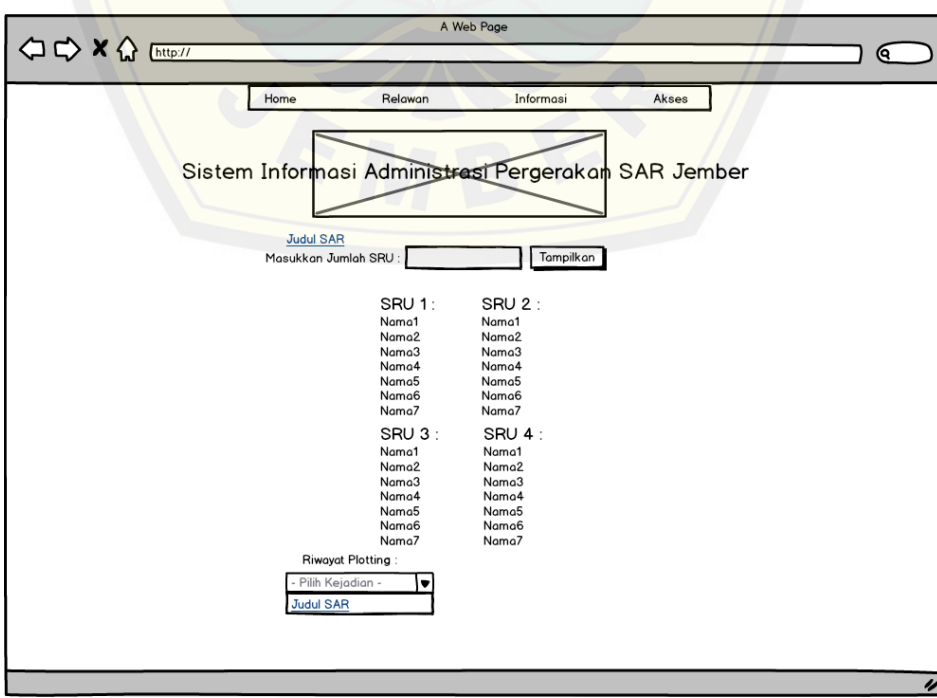 A Web Page
http://
Home Relawan Informasi Akses
JEMBER
Sistem Informasi Administrasi Pergerakan SAR Jember
Judul SAR
Masukkan Jumlah SRU : Tampilkan
SRU 1 : SRU 2 :
Nama1 Nama1
Nama2 Nama2
Nama3 Nama3
Nama4 Nama4
Nama5 Nama5
Nama6 Nama6
Nama7 Nama7
SRU 3 : SRU 4 :
Nama1 Nama1
Nama2 Nama2
Nama3 Nama3
Nama4 Nama4
Nama5 Nama5
Nama6 Nama6
Nama7 Nama7
Riwayat Plotting :
- Pilih Kejadian -
Judul SAR